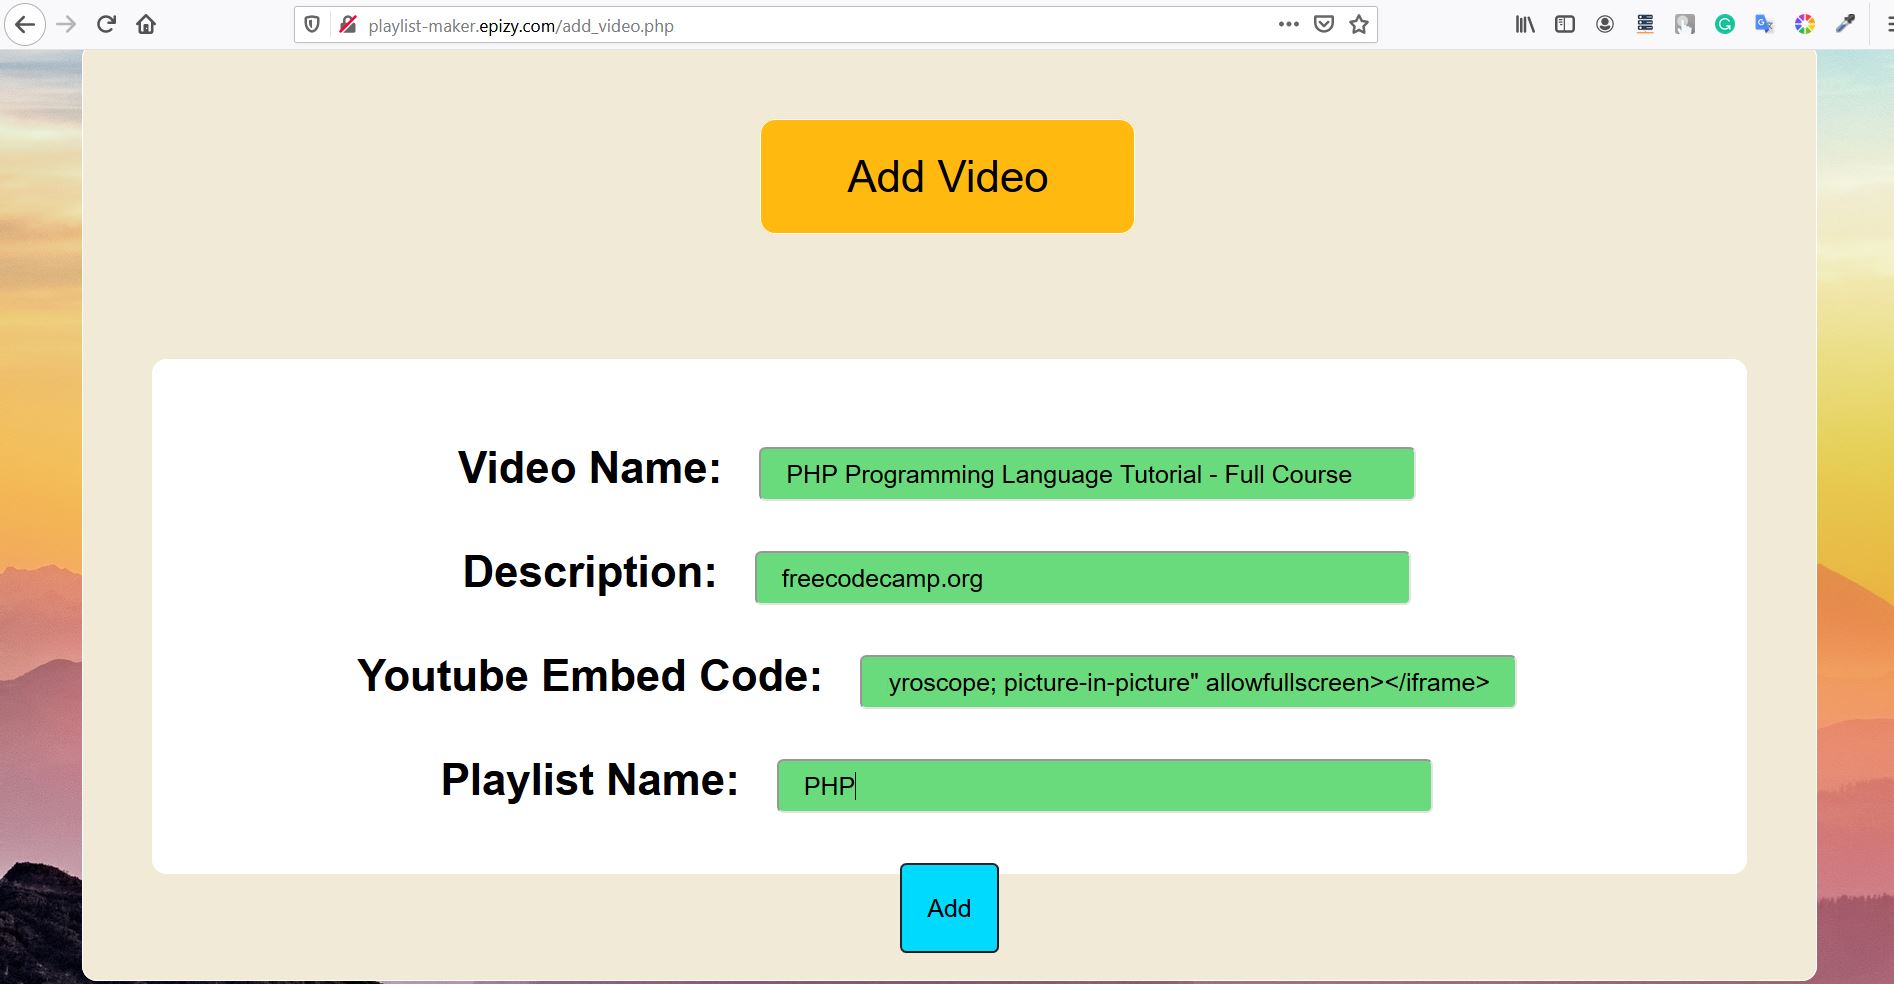 playlist-maker.epizy.com/add_video.php
Add Video
Video Name: PHP Programming Language Tutorial - Full Course
Description: freecodecamp.org
Youtube Embed Code: yroscope; picture-in-picture" allowfullscreen></iframe>
Playlist Name: PHP
Add